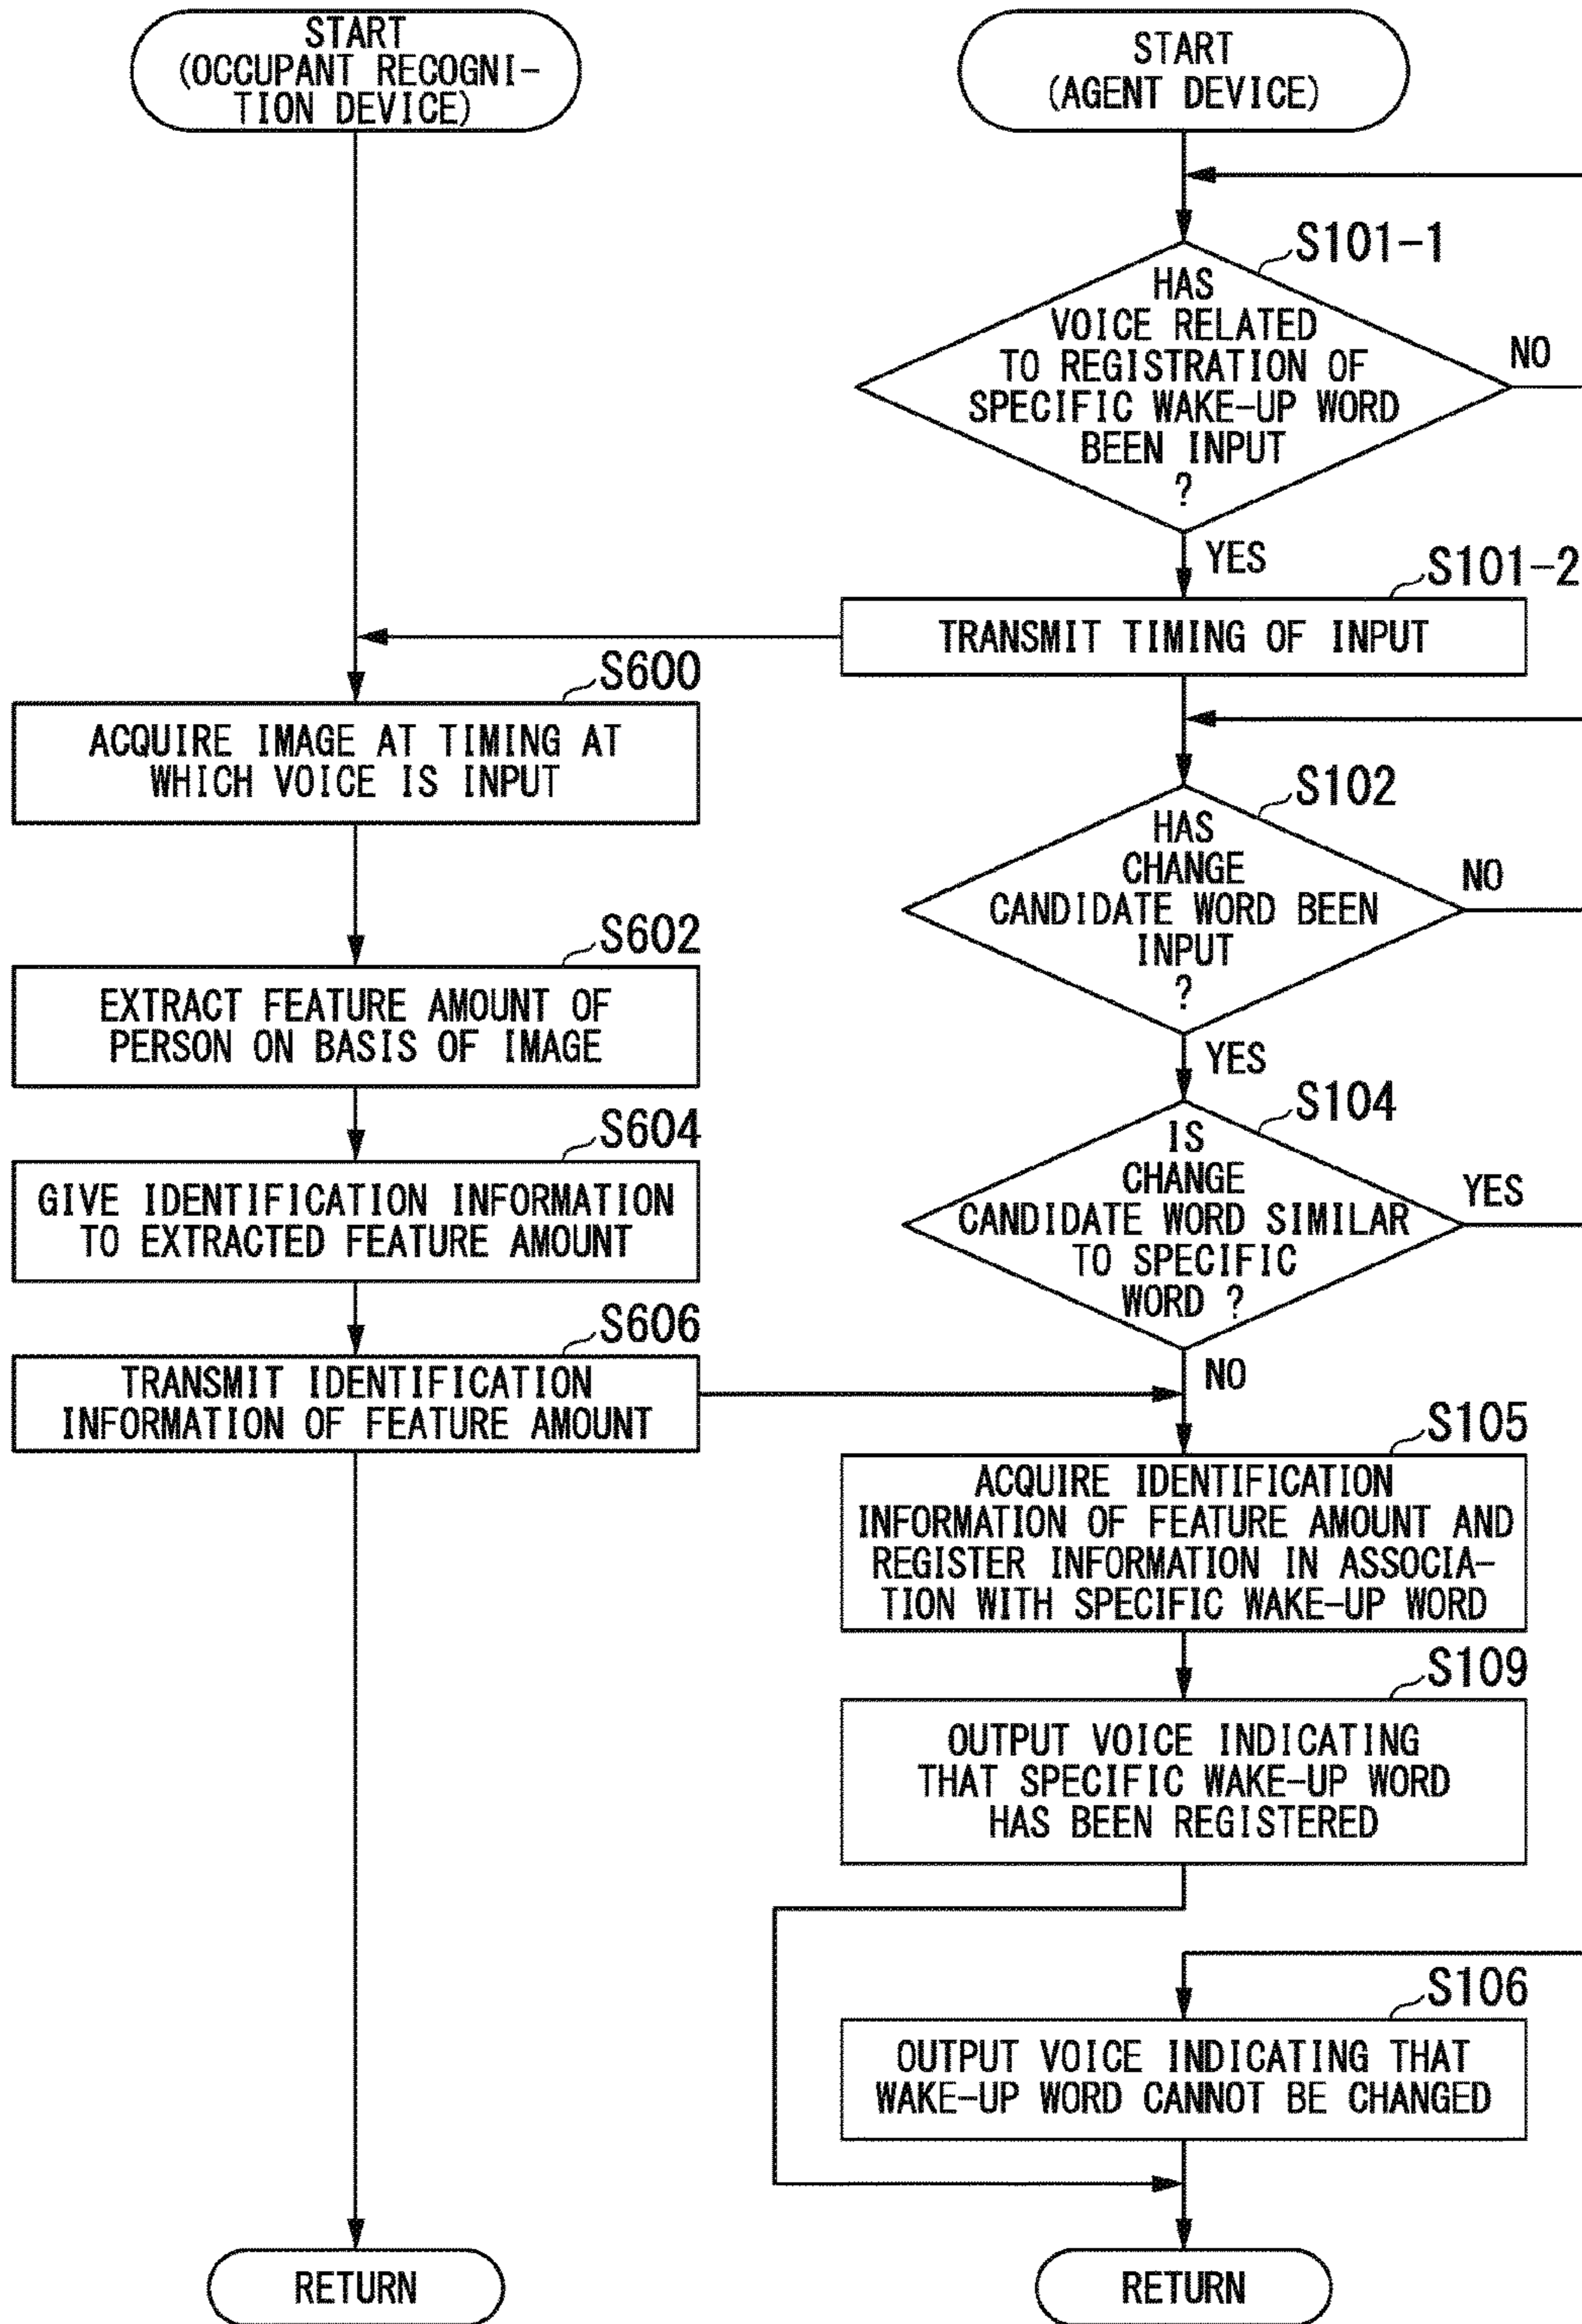 START
(OCCUPANT RECOGNI-
TION DEVICE)
START
(AGENT DEVICE)
S101-1
HAS
VOICE RELATED
TO REGISTRATION OF
SPECIFIC WAKE-UP WORD
BEEN INPUT
?
NO
YES
S101-2
TRANSMIT TIMING OF INPUT
S600
ACQUIRE IMAGE AT TIMING AT
WHICH VOICE IS INPUT
S102
HAS
CHANGE
CANDIDATE WORD BEEN
INPUT
?
NO
YES
S602
EXTRACT FEATURE AMOUNT OF
PERSON ON BASIS OF IMAGE
S104
IS
CHANGE
CANDIDATE WORD SIMILAR
TO SPECIFIC
WORD ?
YES
NO
S604
GIVE IDENTIFICATION INFORMATION
TO EXTRACTED FEATURE AMOUNT
S606
TRANSMIT IDENTIFICATION
INFORMATION OF FEATURE AMOUNT
S105
ACQUIRE IDENTIFICATION
INFORMATION OF FEATURE AMOUNT AND
REGISTER INFORMATION IN ASSOCIA-
TION WITH SPECIFIC WAKE-UP WORD
S109
OUTPUT VOICE INDICATING
THAT SPECIFIC WAKE-UP WORD
HAS BEEN REGISTERED
S106
OUTPUT VOICE INDICATING THAT
WAKE-UP WORD CANNOT BE CHANGED
RETURN
RETURN